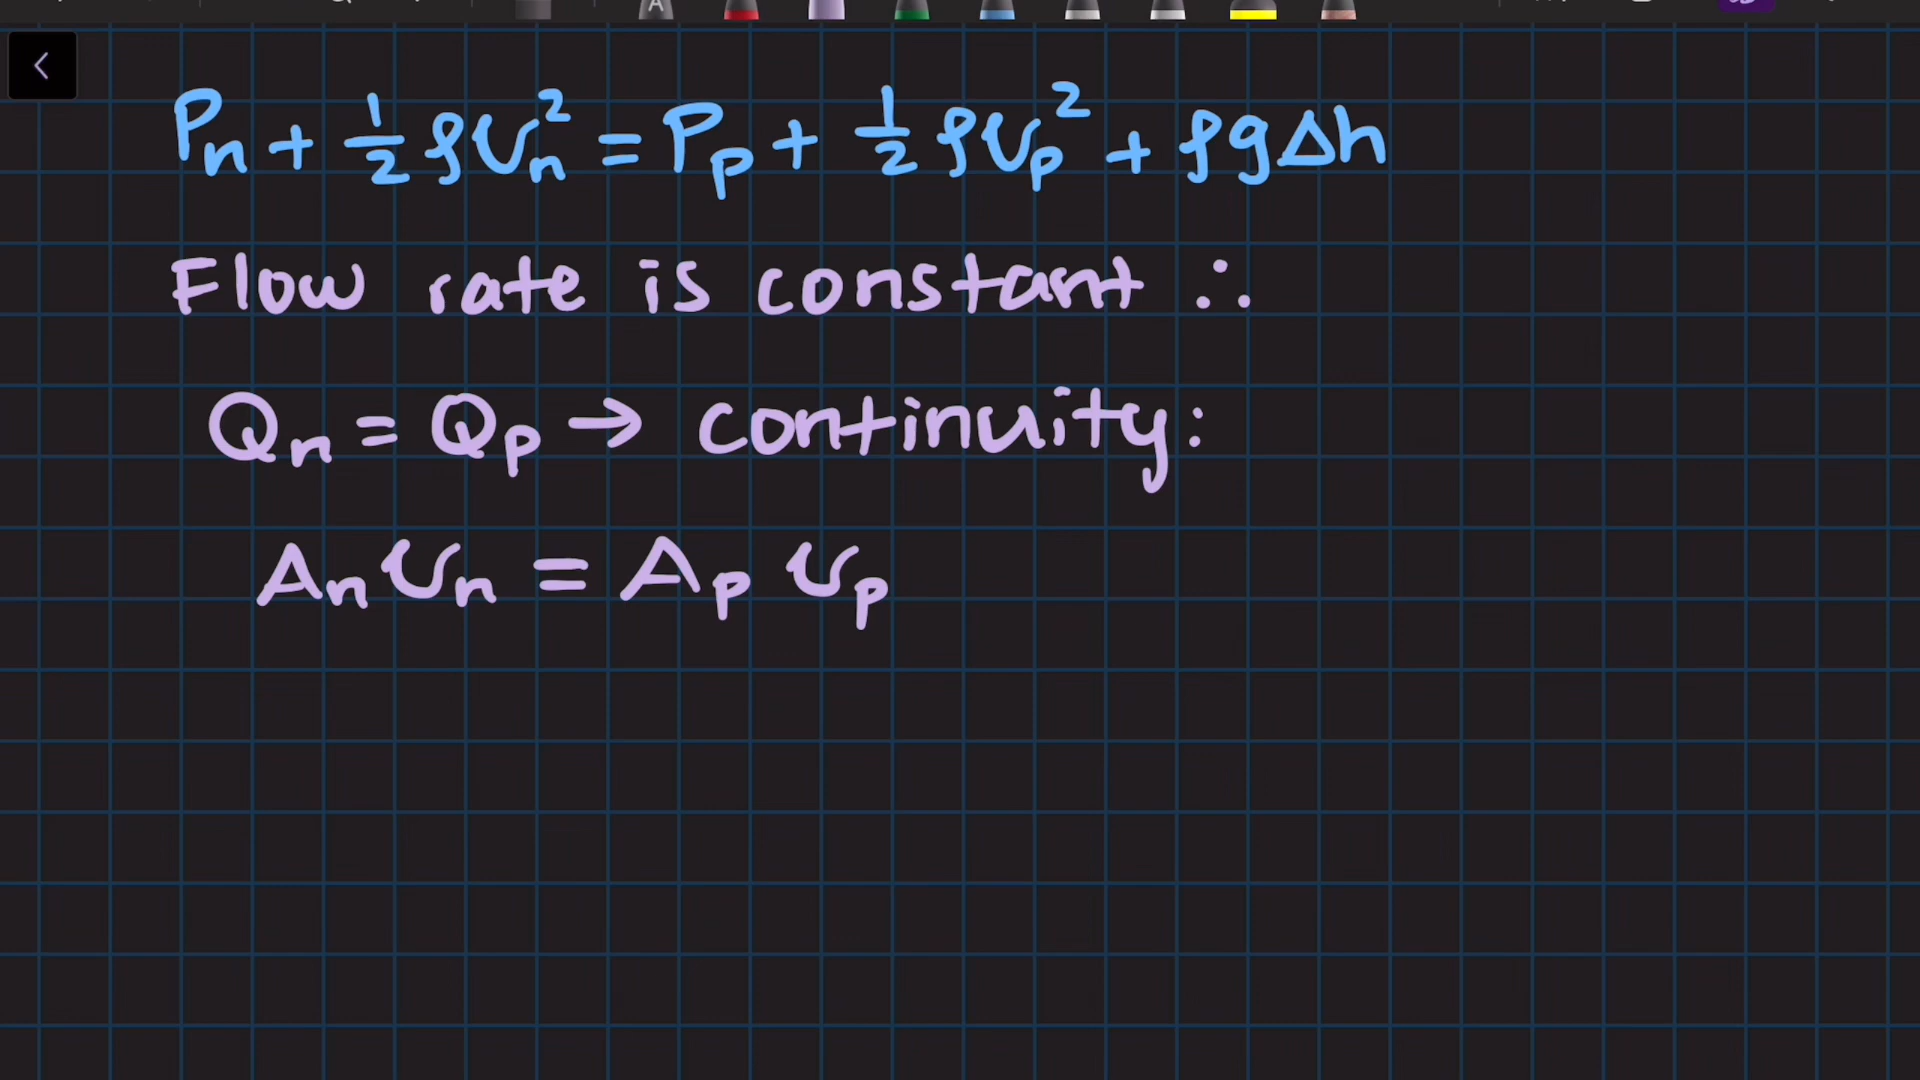 Pₙ + ½ρvₙ² = Pₚ + ½ρvₚ² + ρgΔh
Flow rate is constant ∴
Qₙ = Qₚ → continuity:
Aₙvₙ = Aₚvₚ